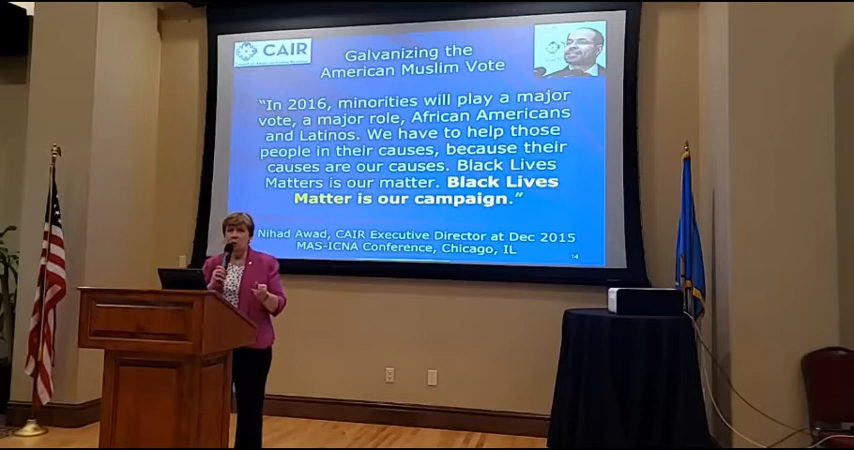 CAIR
Galvanizing the
American Muslim Vote
"In 2016, minorities will play a major
vote, a major role, African Americans
and Latinos. We have to help those
people in their causes, because their
causes are our causes. Black Lives
Matters is our matter. Black Lives
Matter is our campaign."
Nihad Awad, CAIR Executive Director at Dec 2015
MAS-ICNA Conference, Chicago, IL
14